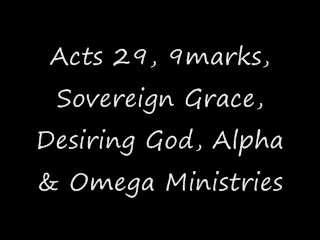 Acts 29, 9marks,
Sovereign Grace,
Desiring God, Alpha
& Omega Ministries